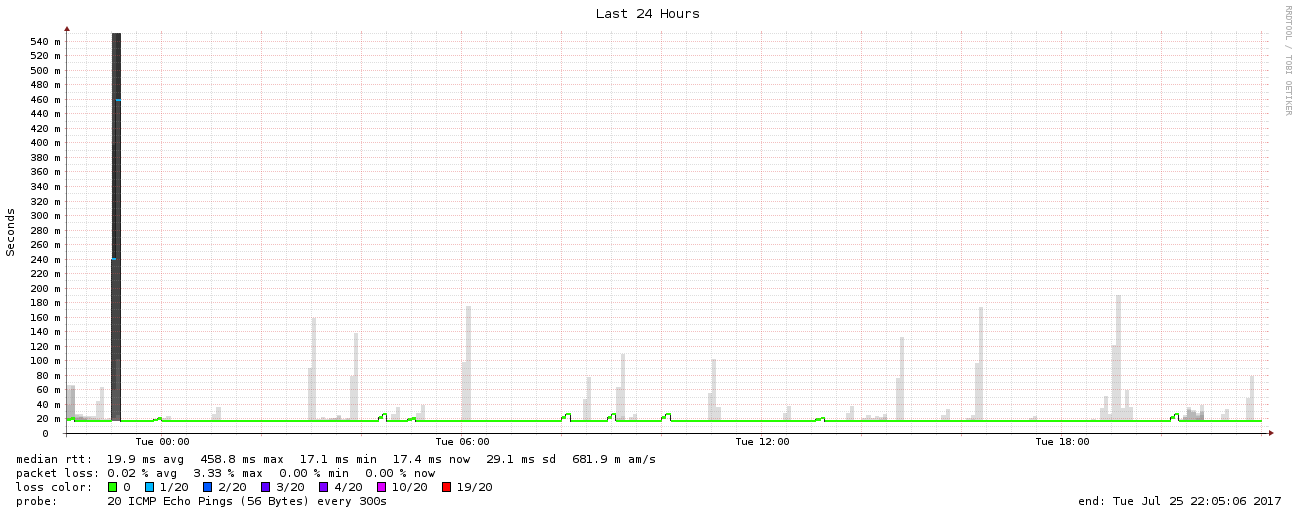 Last 24 Hours
RRDTOOL / TOBI OETIKER
Seconds
540 m
520 m
500 m
480 m
460 m
440 m
420 m
400 m
380 m
360 m
340 m
320 m
300 m
280 m
260 m
240 m
220 m
200 m
180 m
160 m
140 m
120 m
100 m
80 m
60 m
40 m
20 m
0
Tue 00:00 Tue 06:00 Tue 12:00 Tue 18:00
median rtt: 19.9 ms avg 458.8 ms max 17.1 ms min 17.4 ms now 29.1 ms sd 681.9 m am/s
packet loss: 0.02 % avg 3.33 % max 0.00 % min 0.00 % now
loss color: 0 1/20 2/20 3/20 4/20 10/20 19/20
probe: 20 ICMP Echo Pings (56 Bytes) every 300s end: Tue Jul 25 22:05:06 2017